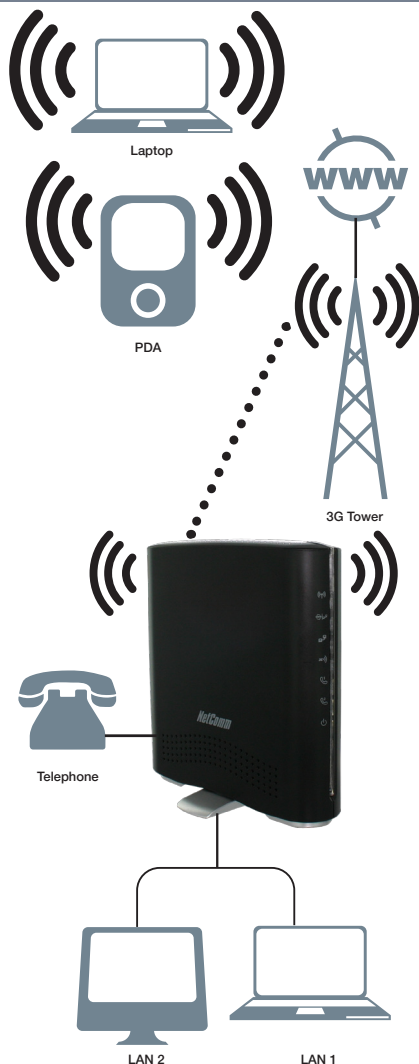 Laptop
WWW
PDA
3G Tower
NetComm
Telephone
LAN 2
LAN 1